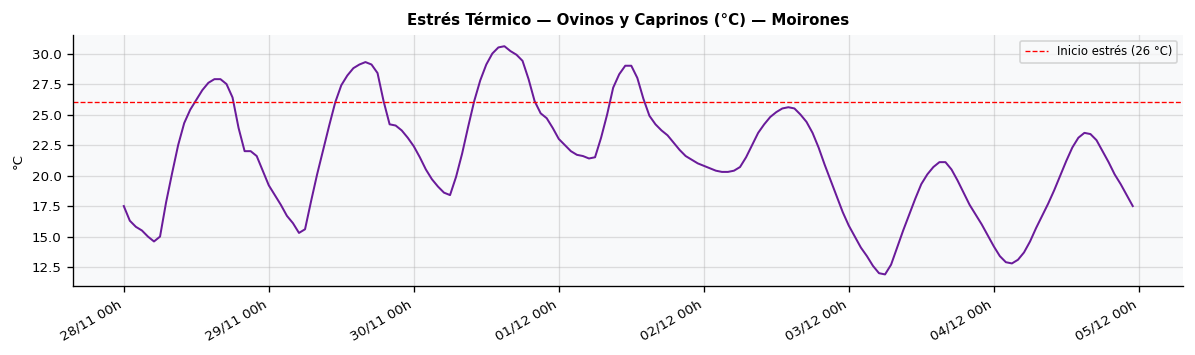 Estrés Térmico — Ovinos y Caprinos (°C) — Moirones
Inicio estrés (26 °C)
°C
30.0
27.5
25.0
22.5
20.0
17.5
15.0
12.5
28/11 00h
29/11 00h
30/11 00h
01/12 00h
02/12 00h
03/12 00h
04/12 00h
05/12 00h